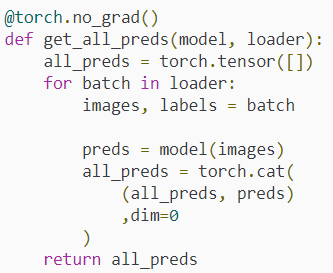 @torch.no_grad()
def get_all_preds(model, loader):
    all_preds = torch.tensor([])
    for batch in loader:
        images, labels = batch

        preds = model(images)
        all_preds = torch.cat(
            (all_preds, preds)
            ,dim=0
        )
    return all_preds